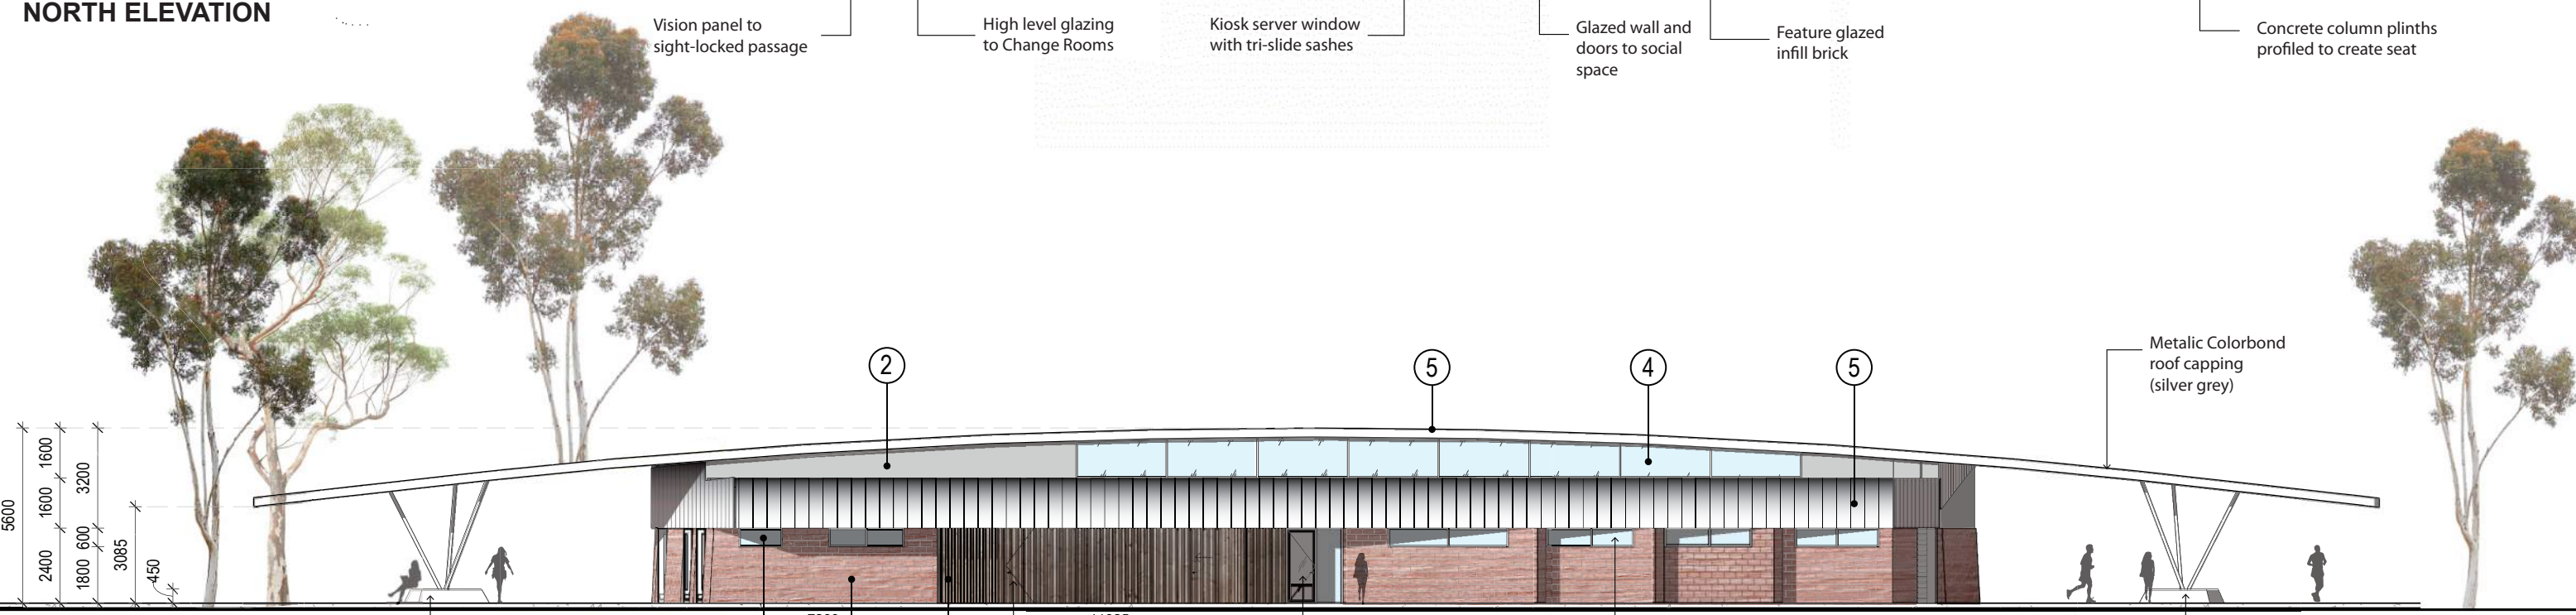 NORTH ELEVATION
Vision panel to
sight-locked passage
High level glazing
to Change Rooms
Kiosk server window
with tri-slide sashes
Glazed wall and
doors to social
space
Feature glazed
infill brick
Concrete column plinths
profiled to create seat
Metalic Colorbond
roof capping
(silver grey)
2
5
4
5
5600
1600
1600
2400
3200
600
1800
3085
450